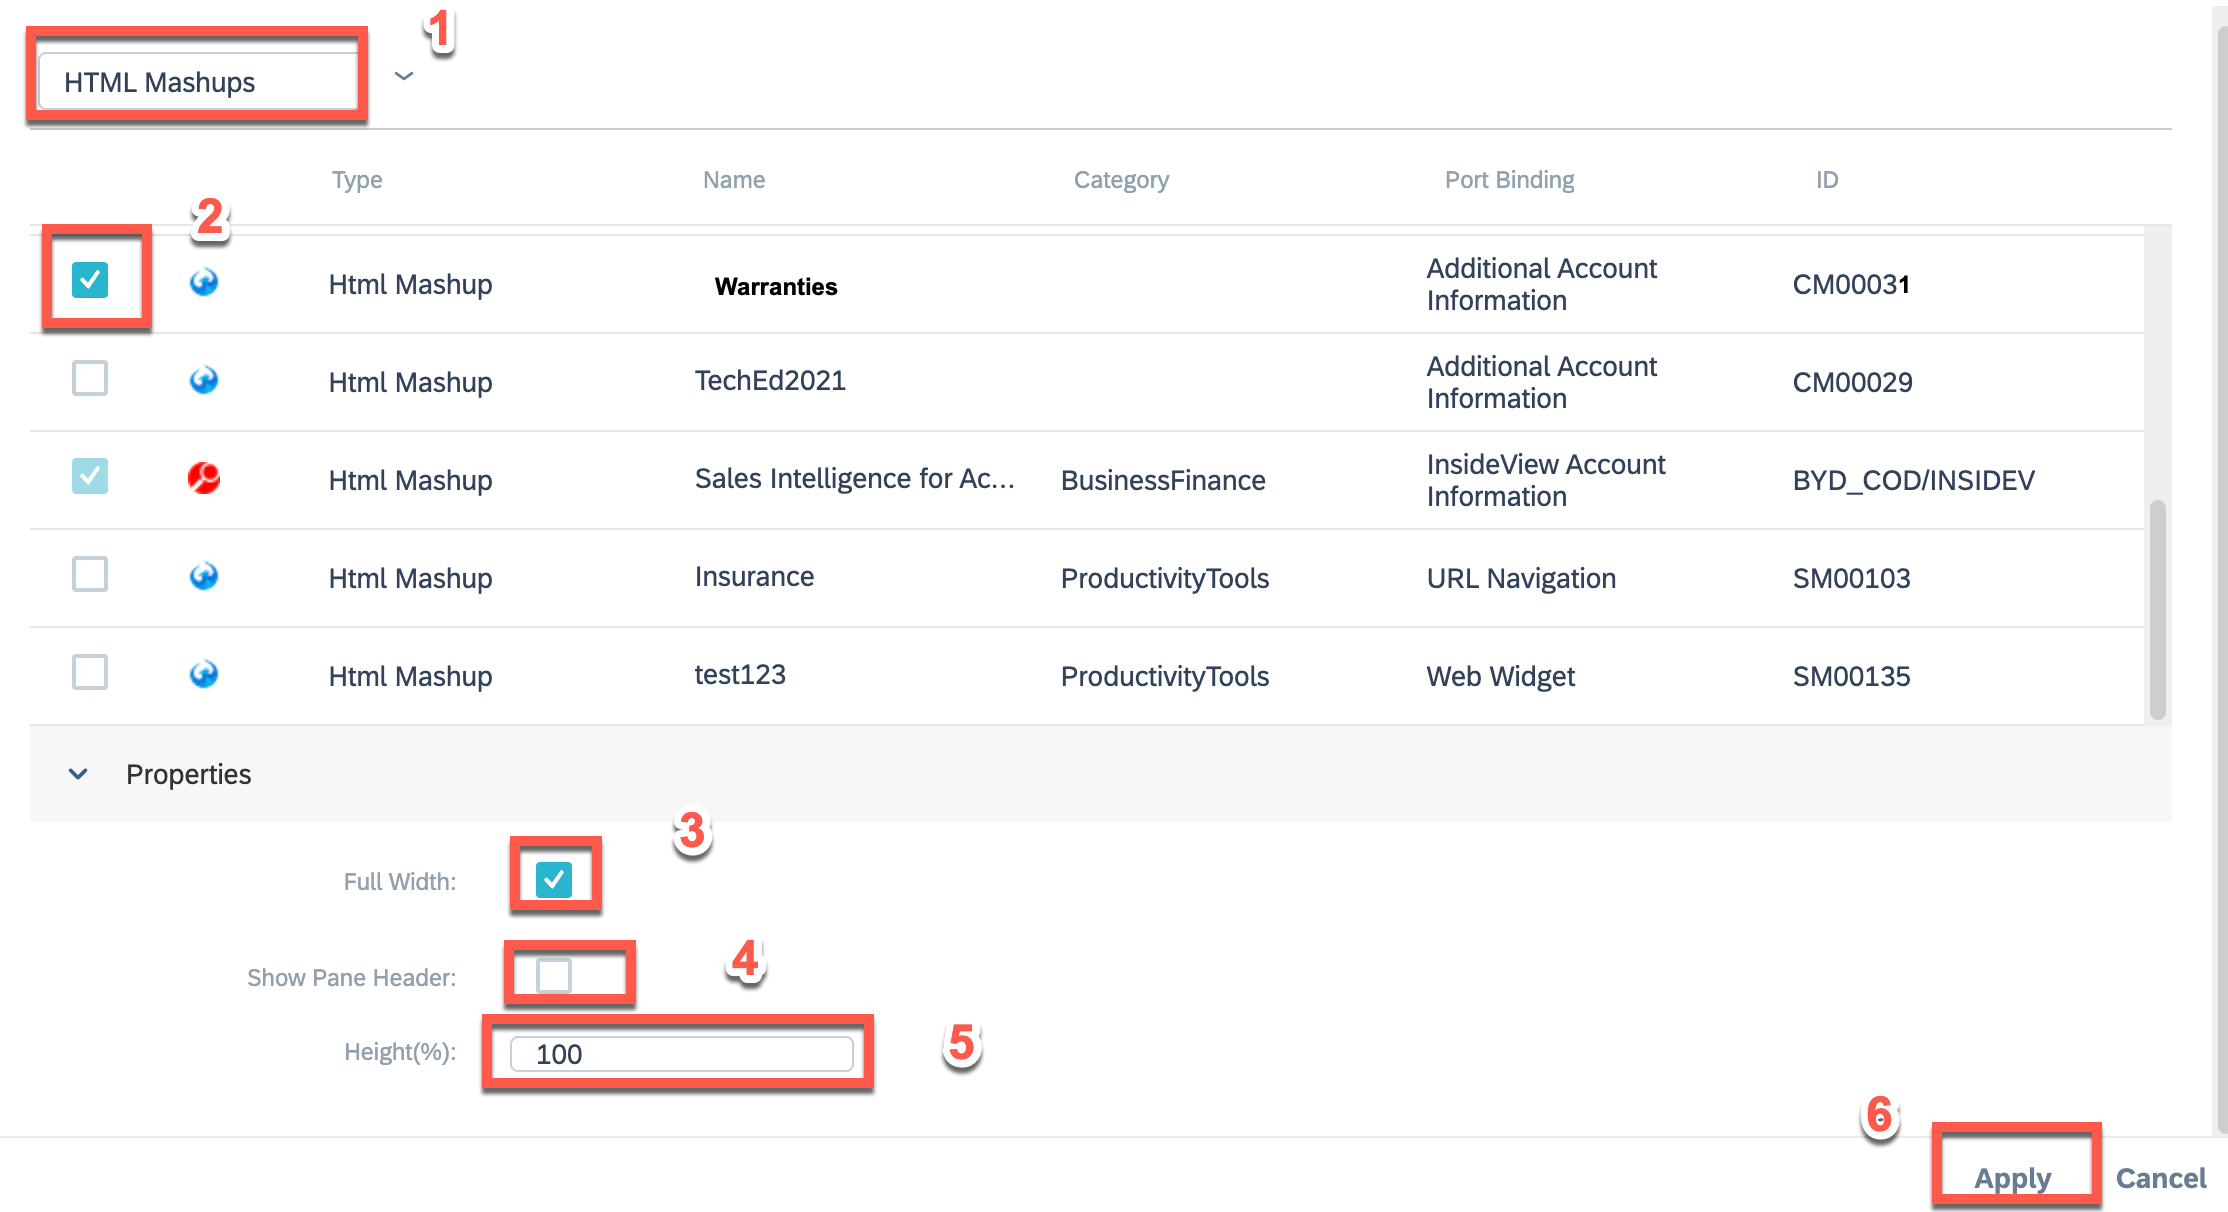 1
HTML Mashups
Type Name Category Port Binding ID
2
Html Mashup Warranties Additional Account Information CM00031
Html Mashup TechEd2021 Additional Account Information CM00029
Html Mashup Sales Intelligence for Ac... BusinessFinance InsideView Account Information BYD_COD/INSIDEV
Html Mashup Insurance ProductivityTools URL Navigation SM00103
Html Mashup test123 ProductivityTools Web Widget SM00135
Properties
3
Full Width:
4
Show Pane Header:
5
Height(%): 100
6
Apply Cancel